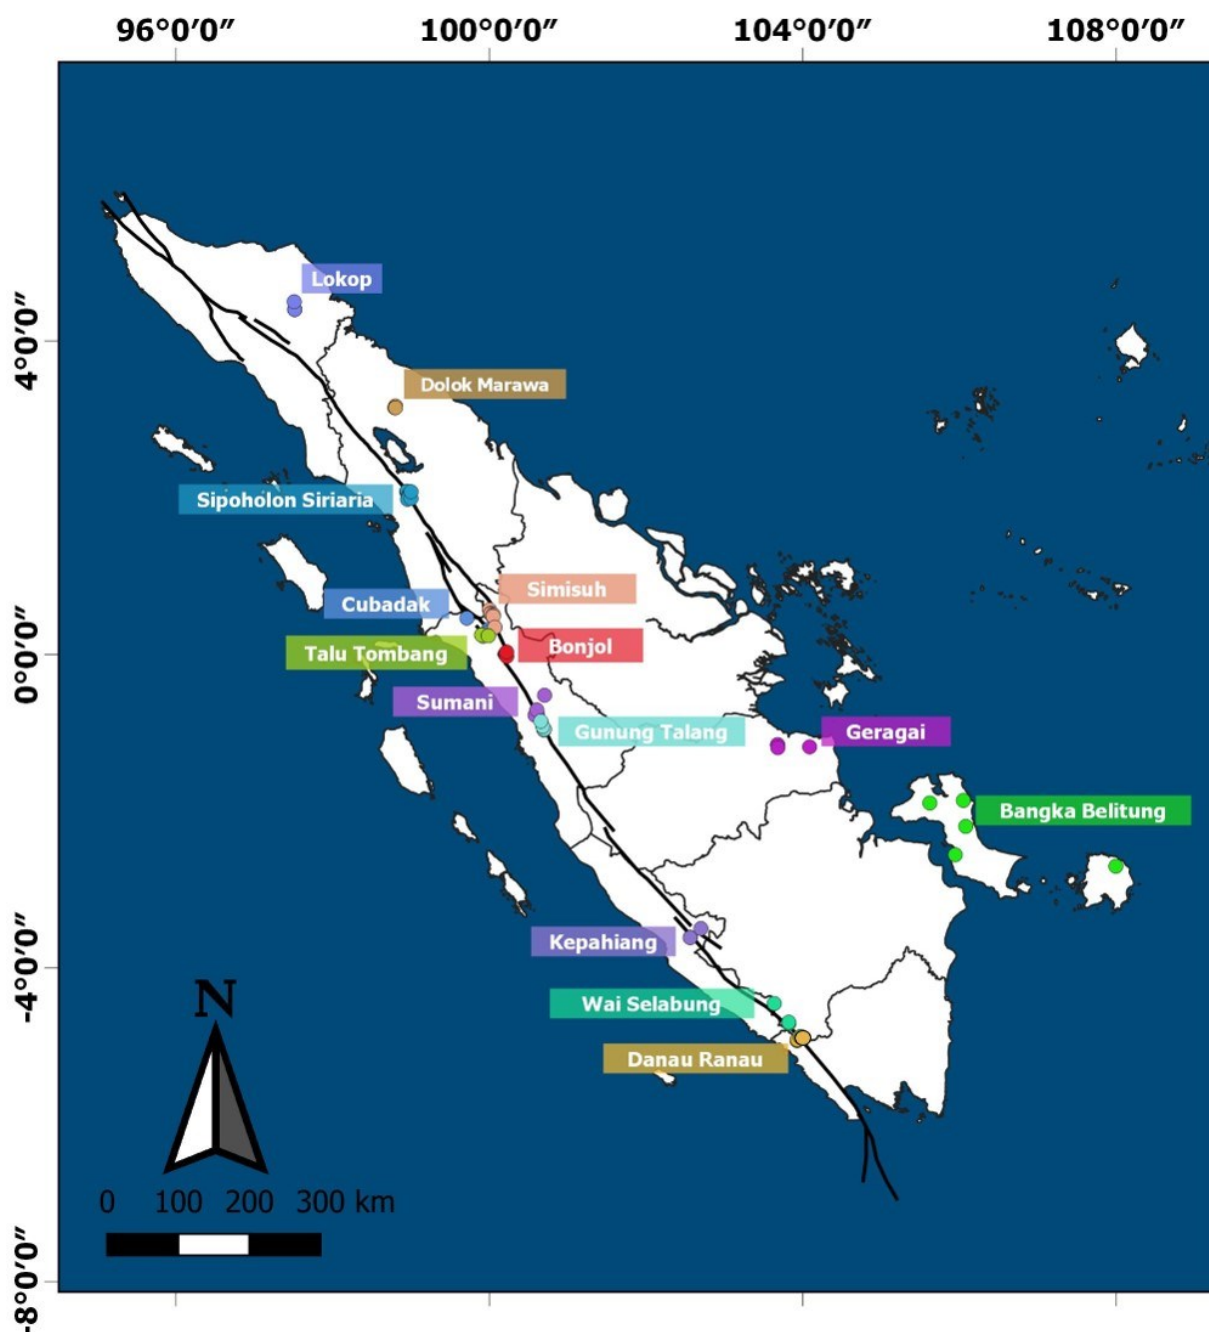 96°0′0″ 100°0′0″ 104°0′0″ 108°0′0″
Lokop
4°0′0″
Dolok Marawa
Sipoholon Siriaria
Simisuh
Cubadak
Bonjol
Talu Tombang
0°0′0″
Sumani
Gunung Talang
Geragai
Bangka Belitung
Kepahiang
-4°0′0″
Wai Selabung
N
Danau Ranau
0 100 200 300 km
-8°0′0″